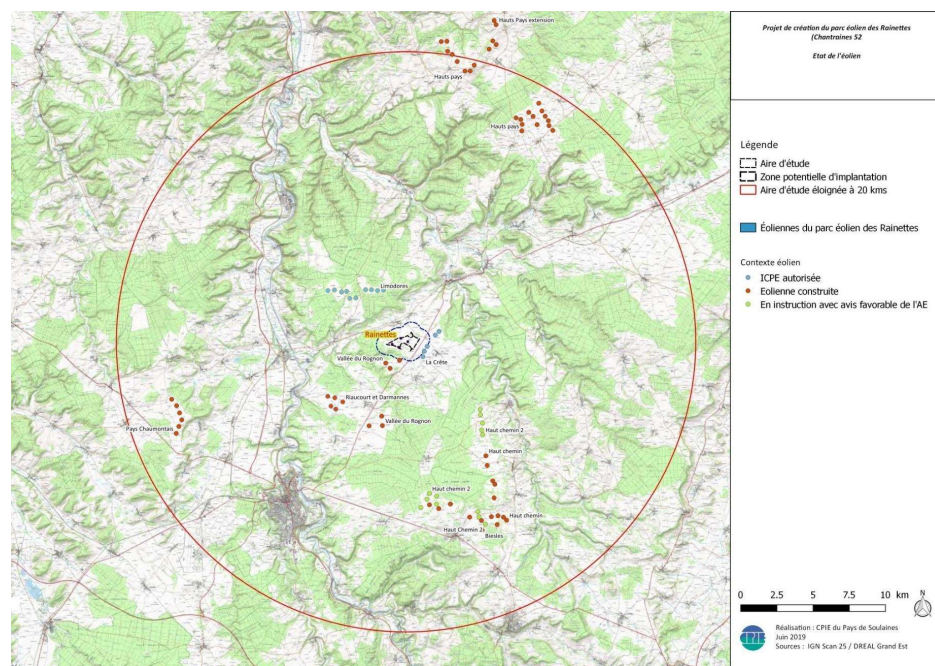 Hauts Pays extension
Hauts pays
Hauts pays
Limodores
Rainettes
Vallée du Rognon
La Crête
Riaucourt et Darmannes
Vallée du Rognon
Pays Chaumontais
Haut chemin 2
Haut chemin
Haut chemin 2
Haut chemin
Haut Chemin 2
Biesles
Projet de création du parc éolien des Rainettes
(Chantraines 52
Etat de l'éolien
Légende
Aire d'étude
Zone potentielle d'implantation
Aire d'étude éloignée à 20 kms
Éoliennes du parc éolien des Rainettes
Contexte éolien
ICPE autorisée
Eolienne construite
En instruction avec avis favorable de l'AE
0 2.5 5 7.5 10 km
N
CPIE
Réalisation : CPIE du Pays de Soulaines
Juin 2019
Sources : IGN Scan 25 / DREAL Grand Est